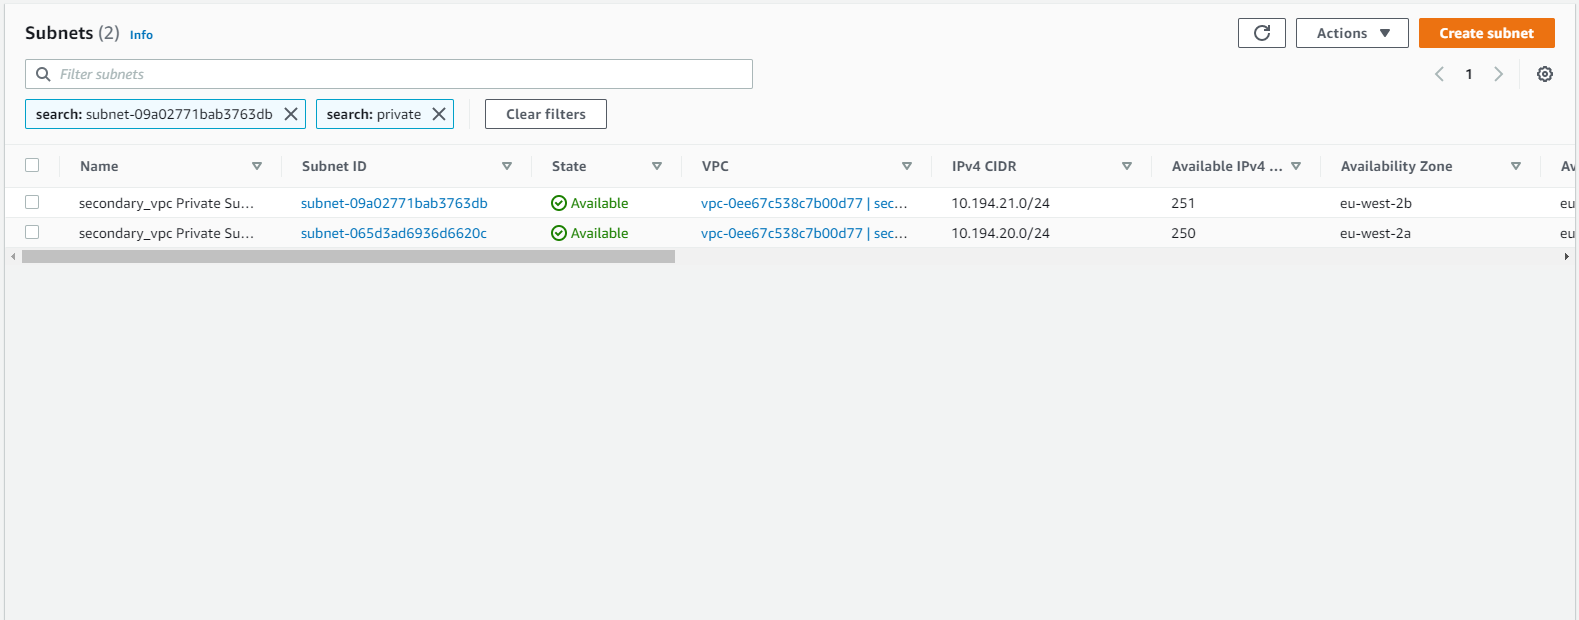 Subnets (2) Info
Actions
Create subnet
Filter subnets
1
search: subnet-09a02771bab3763db
search: private
Clear filters
Name Subnet ID State VPC IPv4 CIDR Available IPv4 ... Availability Zone Av
secondary_vpc Private Su... subnet-09a02771bab3763db Available vpc-0ee67c538c7b00d77 | sec... 10.194.21.0/24 251 eu-west-2b eu
secondary_vpc Private Su... subnet-065d3ad6936d6620c Available vpc-0ee67c538c7b00d77 | sec... 10.194.20.0/24 250 eu-west-2a eu